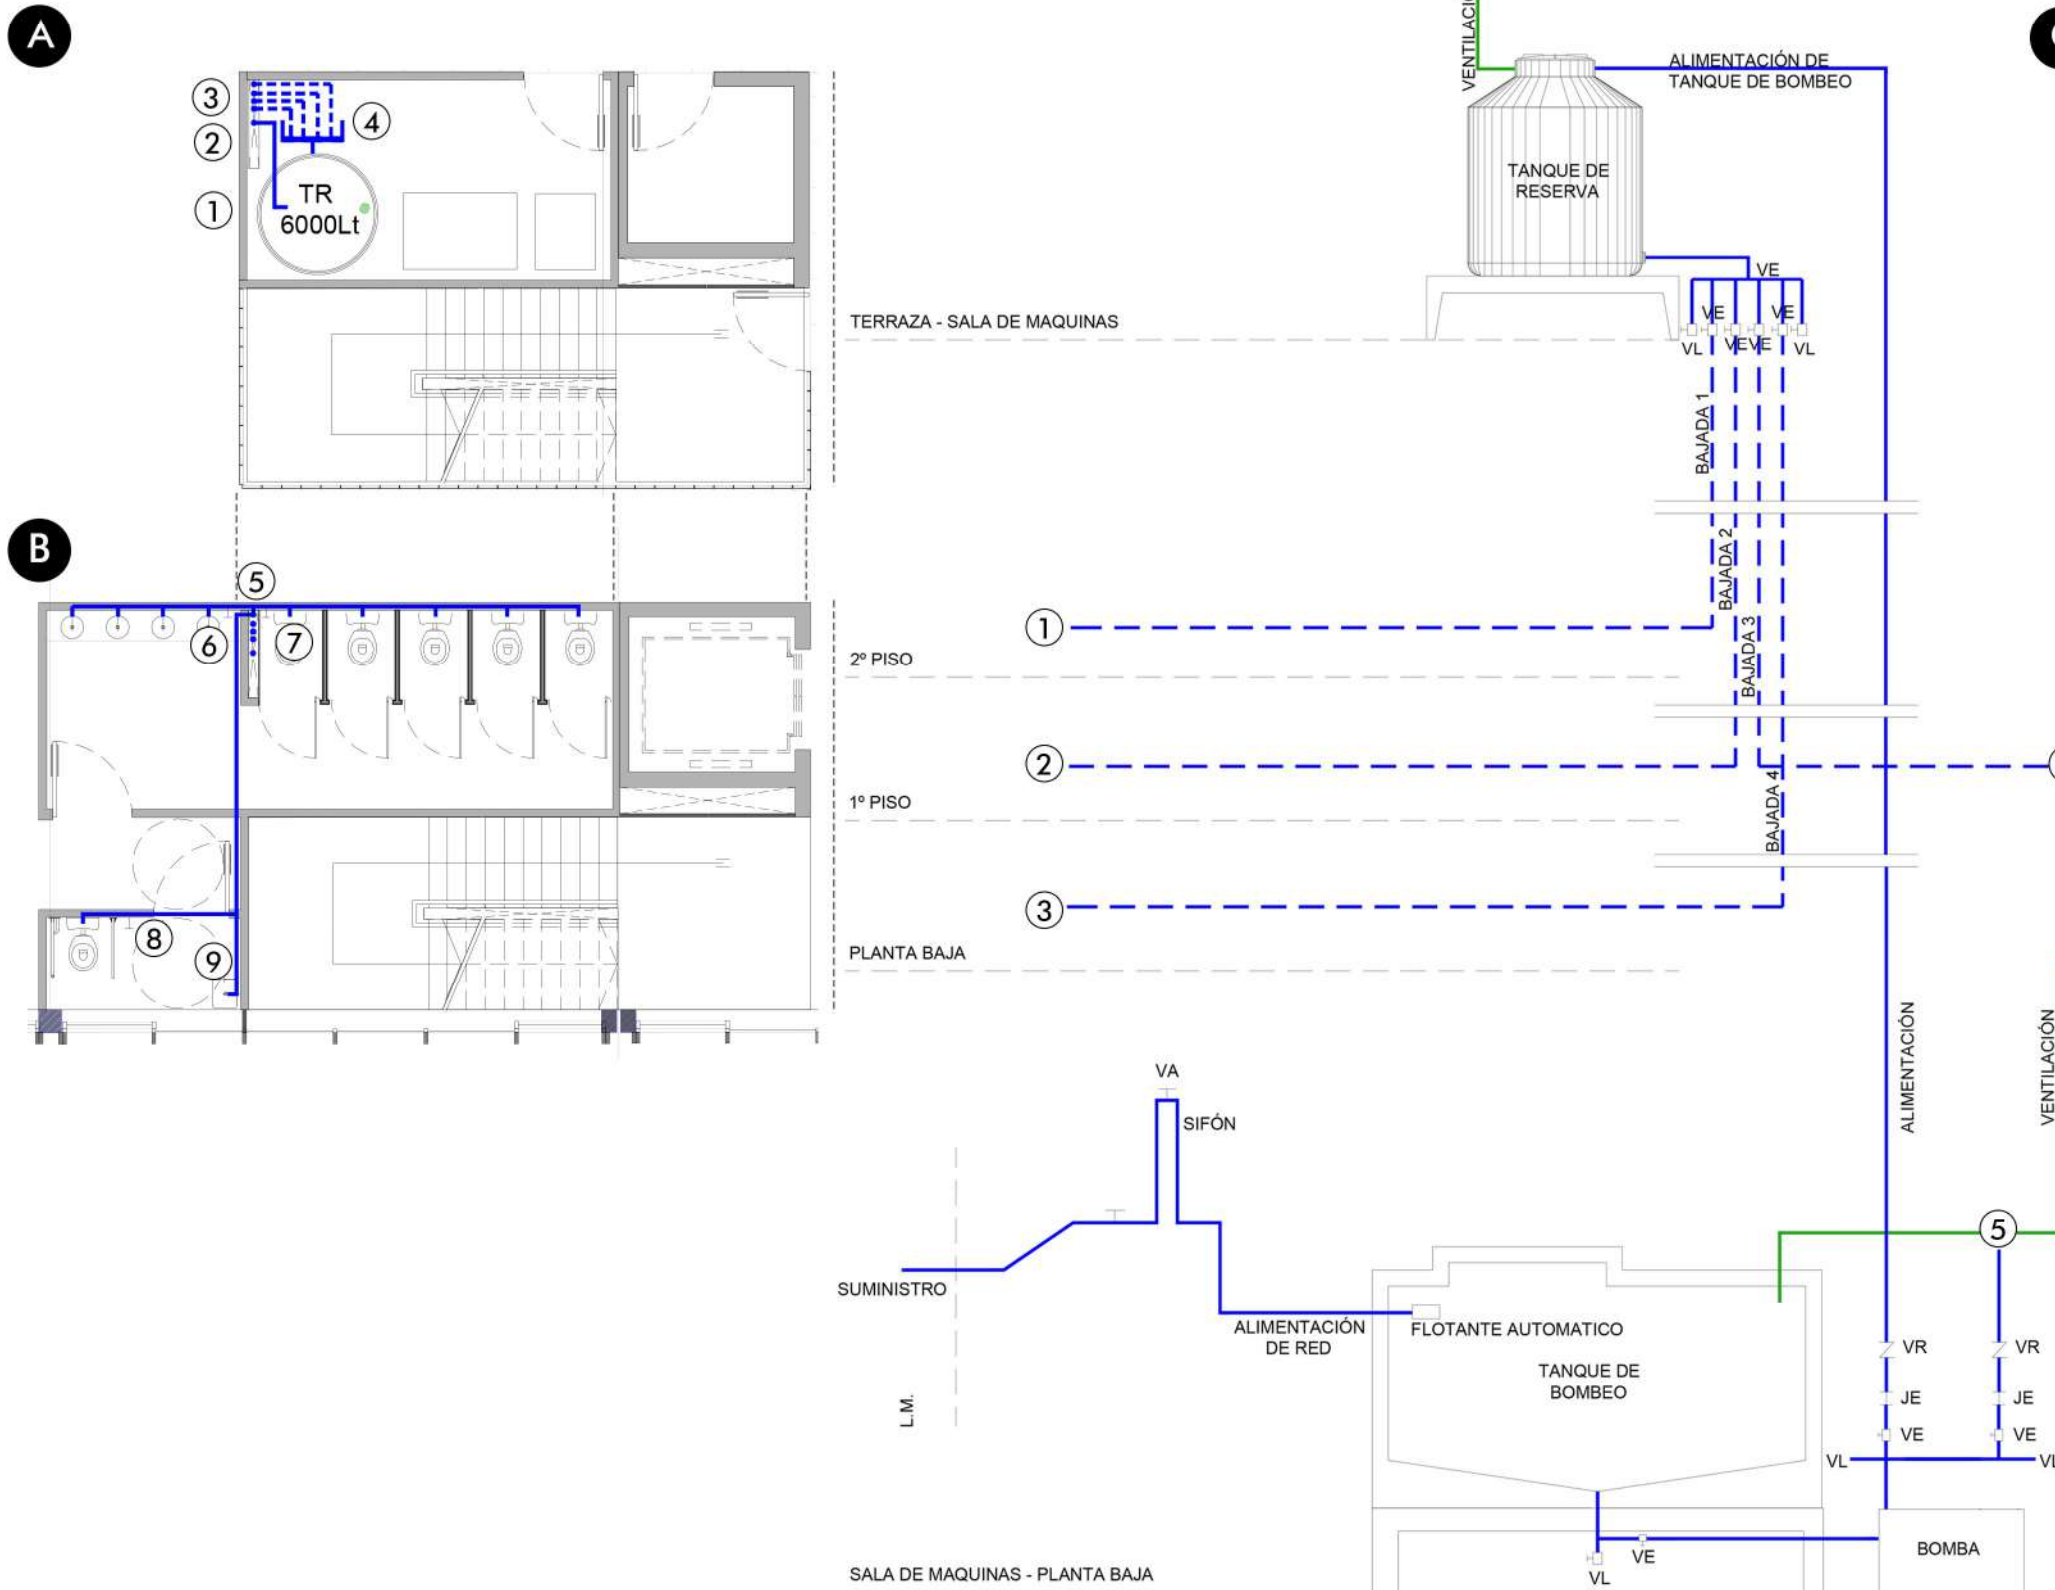 A
3
2
4
1
TR
6000Lt
B
5
6
7
8
9
VENTILACI
ALIMENTACIÓN DE
TANQUE DE BOMBEO
TANQUE DE
RESERVA
VE
VE
VE
VL
VE
VE
VL
TERRAZA - SALA DE MAQUINAS
BAJADA 1
BAJADA 2
BAJADA 3
BAJADA 4
1
2º PISO
2
1º PISO
3
PLANTA BAJA
ALIMENTACIÓN
VENTILACIÓN
VA
SIFÓN
SUMINISTRO
L.M.
ALIMENTACIÓN
DE RED
FLOTANTE AUTOMATICO
TANQUE DE
BOMBEO
5
VR
VR
JE
JE
VE
VE
VL
VL
VE
VL
BOMBA
SALA DE MAQUINAS - PLANTA BAJA